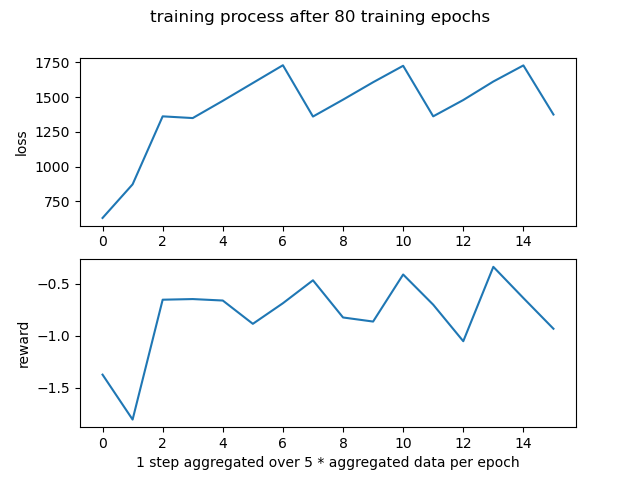 training process after 80 training epochs
1750
1500
1250
1000
750
loss
0 2 4 6 8 10 12 14
−0.5
−1.0
−1.5
reward
0 2 4 6 8 10 12 14
1 step aggregated over 5 * aggregated data per epoch